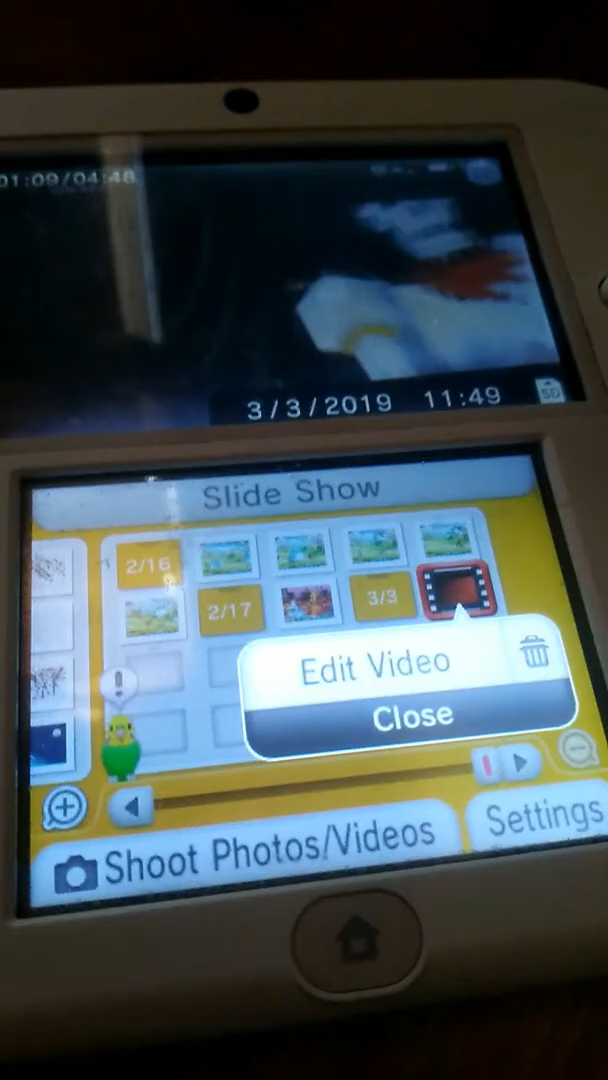 01:09/04:48
3/3/2019 11:49
SD
Slide Show
2/16
2/17
3/3
Edit Video
Close
!
Shoot Photos/Videos
Settings